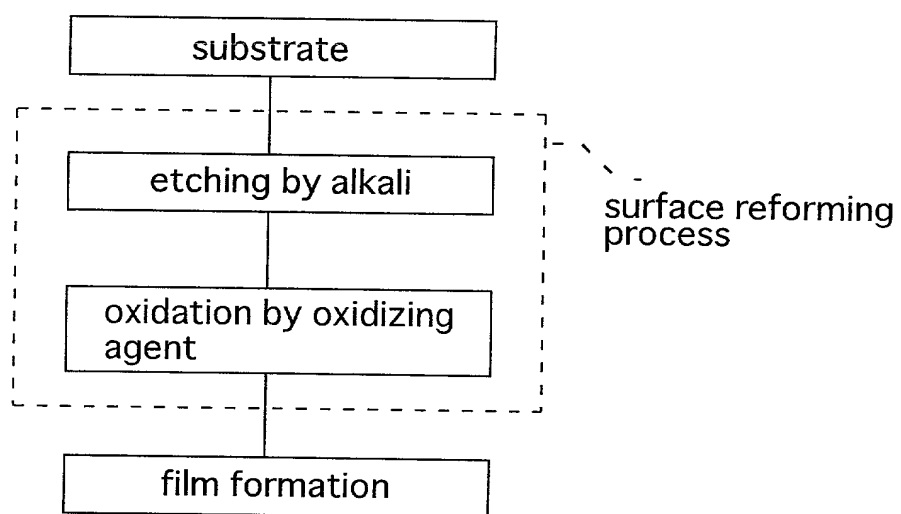 substrate
etching by alkali
surface reforming
process
oxidation by oxidizing
agent
film formation